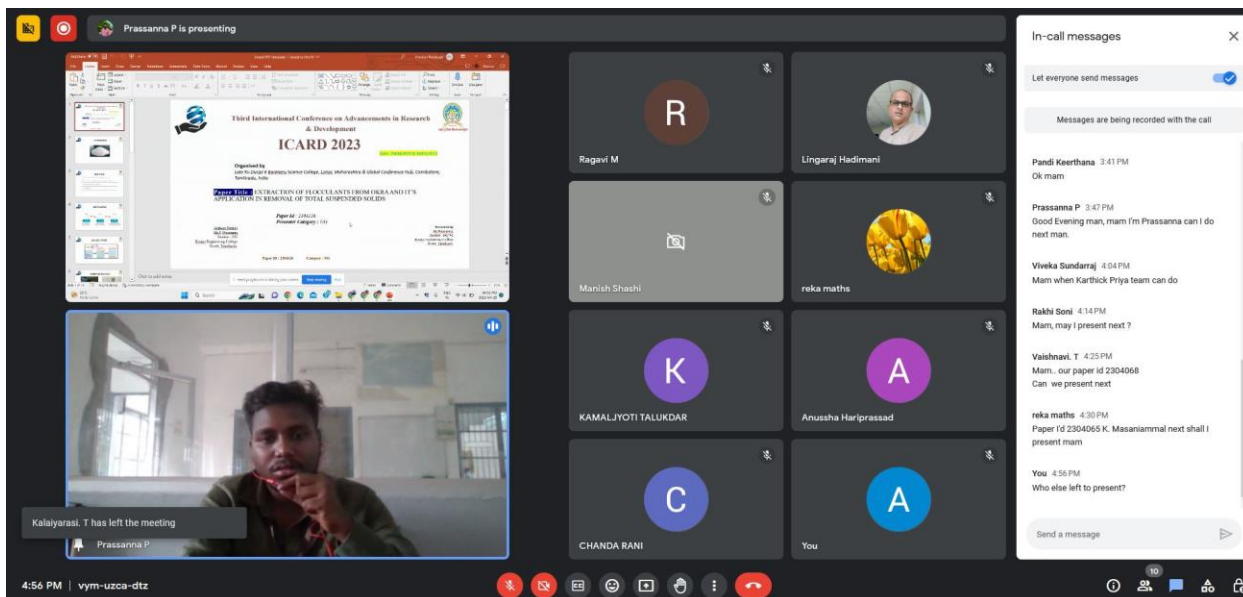 Prassanna P is presenting
Third International Conference on Advancements in Research
& Development
ICARD 2023
Organised by
Tamilnadu, India
Paper Title : EXTRACTION OF FLOCCULANTS FROM OKRA AND IT'S
APPLICATION IN REMOVAL OF TOTAL SUSPENDED SOLIDS
Kalaiyarasi. T has left the meeting
Prassanna P
Ragavi M
Lingaraj Hadimani
Manish Shashi
reka maths
K
KAMALJYOTI TALUKDAR
A
Anussha Hariprassad
C
CHANDA RANI
A
You
R
In-call messages
Let everyone send messages
Messages are being recorded with the call
Pandi Keerthana 3:41 PM
Ok mam
Prassanna P 3:47 PM
Good Evening man, mam I'm Prassanna can I do
next man.
Viveka Sundarraj 4:04 PM
Mam when Karthick Priya team can do
Rakhi Soni 4:14 PM
Mam, may I present next ?
Vaishnavi. T 4:25 PM
Mam.. our paper id 2304068
Can we present next
reka maths 4:30 PM
Paper I'd 2304065 K. Masaniammal next shall I
present mam
You 4:56 PM
Who else left to present?
Send a message
4:56 PM | vym-uzca-dtz
10